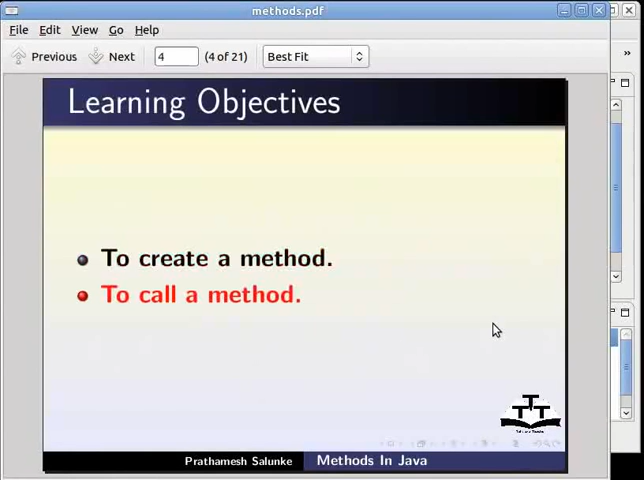 methods.pdf
File Edit View Go Help
Previous Next 4 (4 of 21) Best Fit
»
Learning Objectives
To create a method.
To call a method.
TTT
Prathamesh Salunke Methods In Java